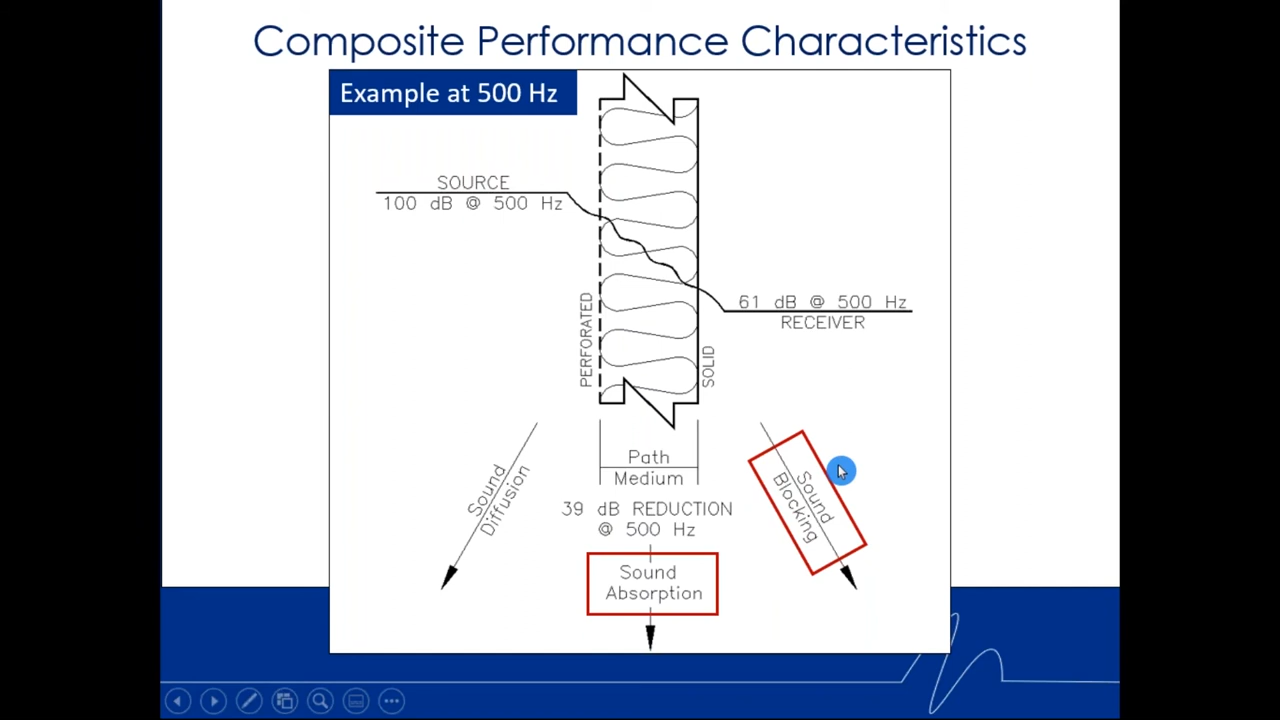 Composite Performance Characteristics
Example at 500 Hz
SOURCE
100 dB @ 500 Hz
PERFORATED
SOLID
61 dB @ 500 Hz
RECEIVER
Sound
Diffusion
Path
Medium
39 dB REDUCTION
@ 500 Hz
Sound
Absorption
Sound
Blocking